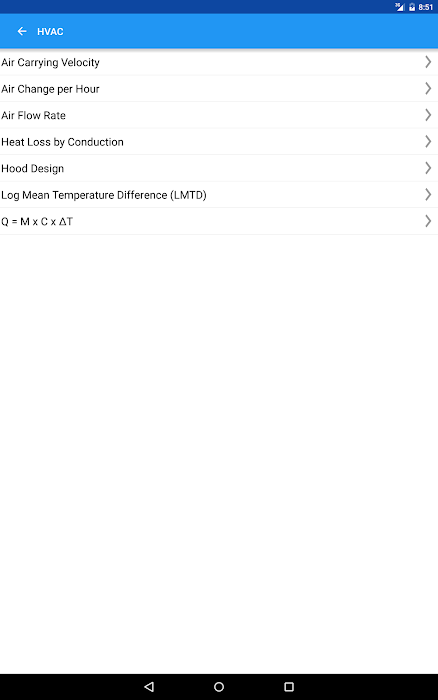 8:51
HVAC
Air Carrying Velocity
Air Change per Hour
Air Flow Rate
Heat Loss by Conduction
Hood Design
Log Mean Temperature Difference (LMTD)
Q = M x C x ΔT